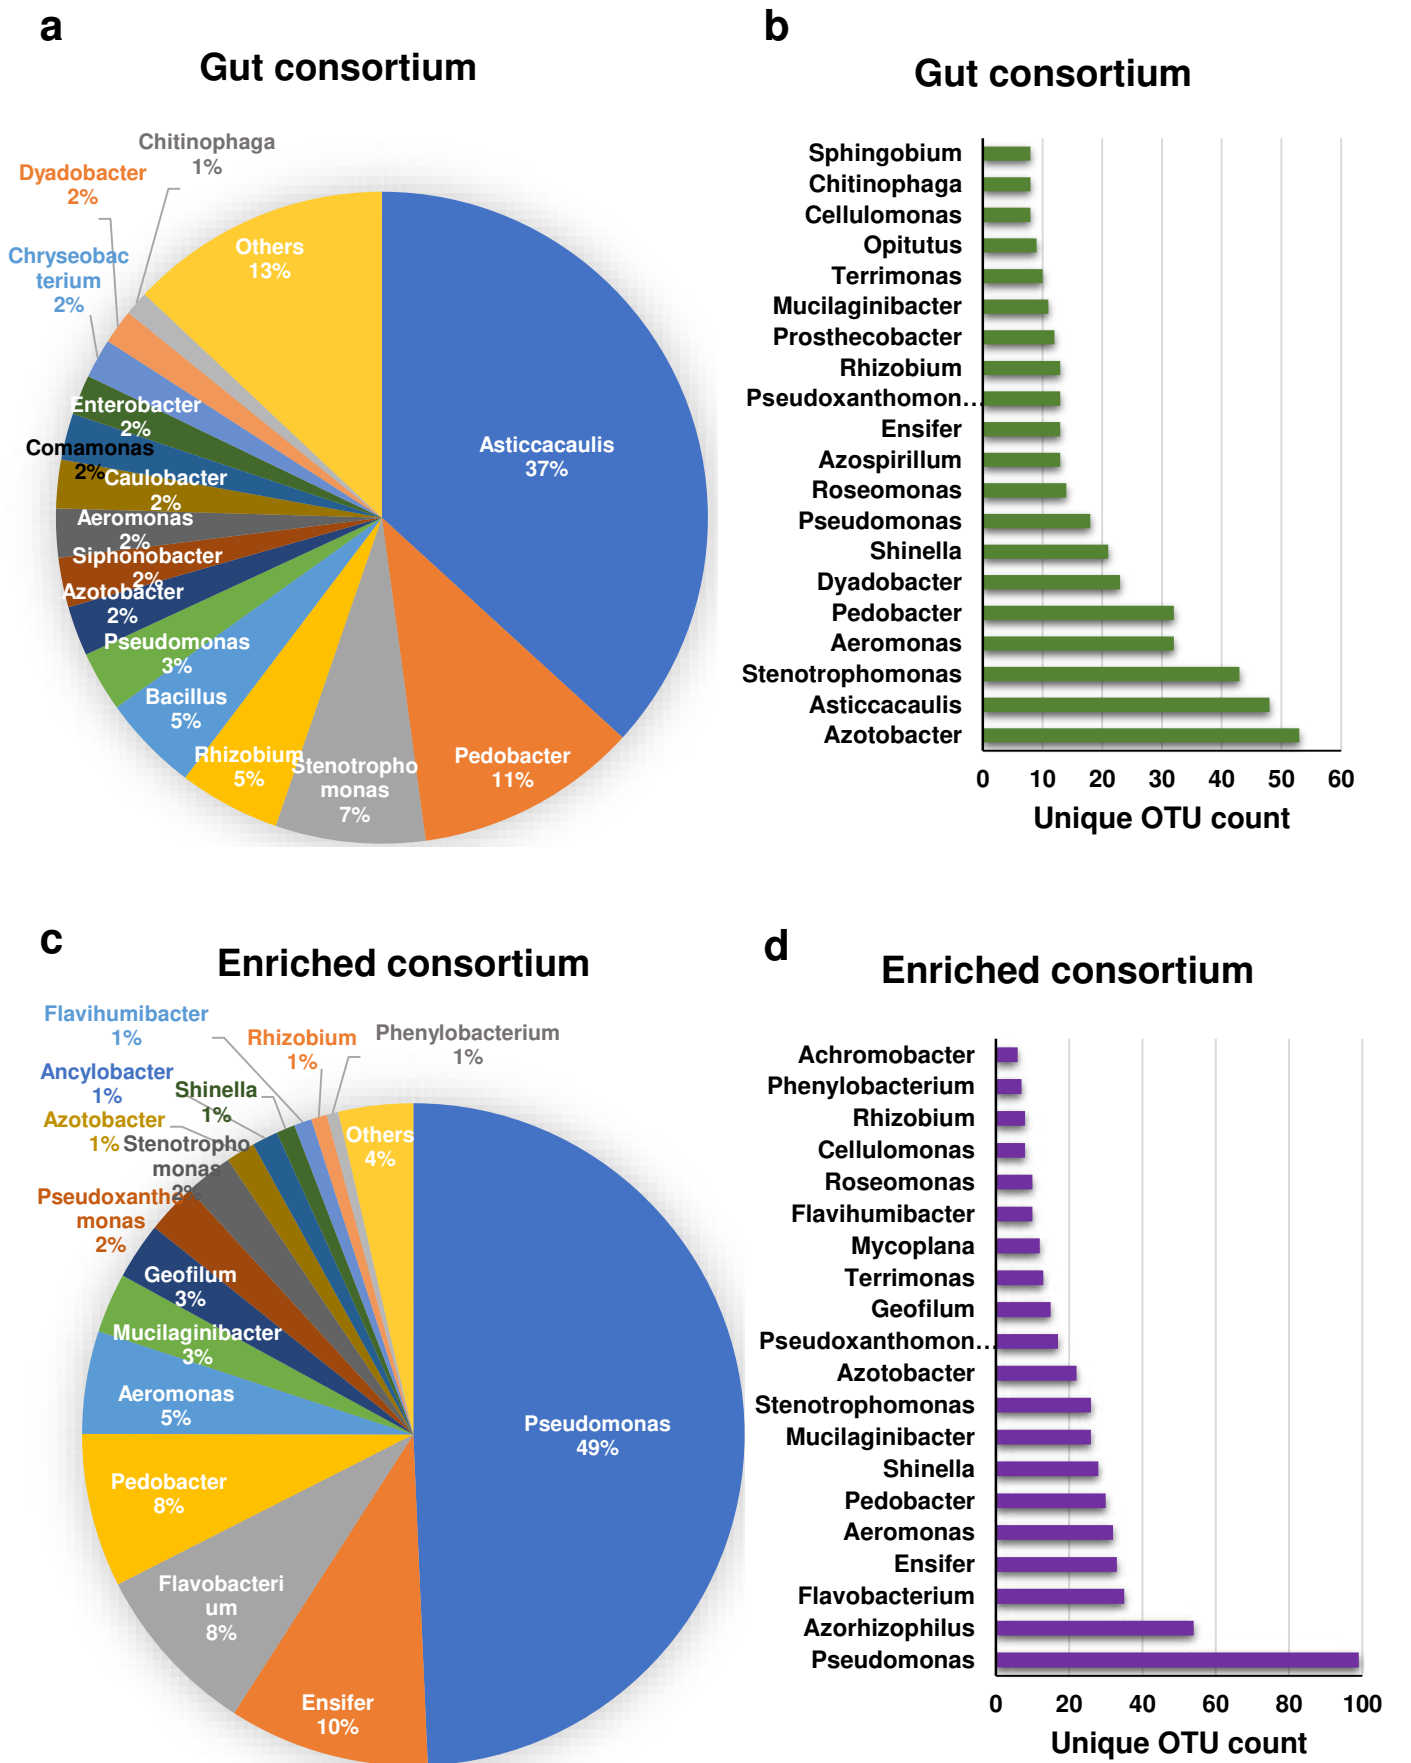 a
Gut consortium
Chitinophaga
1%
Dyadobacter
2%
Chryseobac
terium
2%
Others
13%
Enterobacter
2%
Comamonas
2%
Caulobacter
2%
Aeromonas
2%
Siphonobacter
2%
Azotobacter
2%
Pseudomonas
3%
Bacillus
5%
Rhizobium
5%
Stenotropho
monas
7%
Pedobacter
11%
Asticcacaulis
37%
b
Gut consortium
Sphingobium
Chitinophaga
Cellulomonas
Opitutus
Terrimonas
Mucilaginibacter
Prosthecobacter
Rhizobium
Pseudoxanthomon…
Ensifer
Azospirillum
Roseomonas
Pseudomonas
Shinella
Dyadobacter
Pedobacter
Aeromonas
Stenotrophomonas
Asticcacaulis
Azotobacter
0 10 20 30 40 50 60
Unique OTU count
c
Enriched consortium
Flavihumibacter
1%
Rhizobium
1%
Phenylobacterium
1%
Ancylobacter
1%
Shinella
1%
Azotobacter
1%
Stenotropho
monas
2%
Pseudoxantho
monas
2%
Others
4%
Geofilum
3%
Mucilaginibacter
3%
Aeromonas
5%
Pedobacter
8%
Flavobacteri
um
8%
Ensifer
10%
Pseudomonas
49%
d
Enriched consortium
Achromobacter
Phenylobacterium
Rhizobium
Cellulomonas
Roseomonas
Flavihumibacter
Mycoplana
Terrimonas
Geofilum
Pseudoxanthomon…
Azotobacter
Stenotrophomonas
Mucilaginibacter
Shinella
Pedobacter
Aeromonas
Ensifer
Flavobacterium
Azorhizophilus
Pseudomonas
0 20 40 60 80 100
Unique OTU count